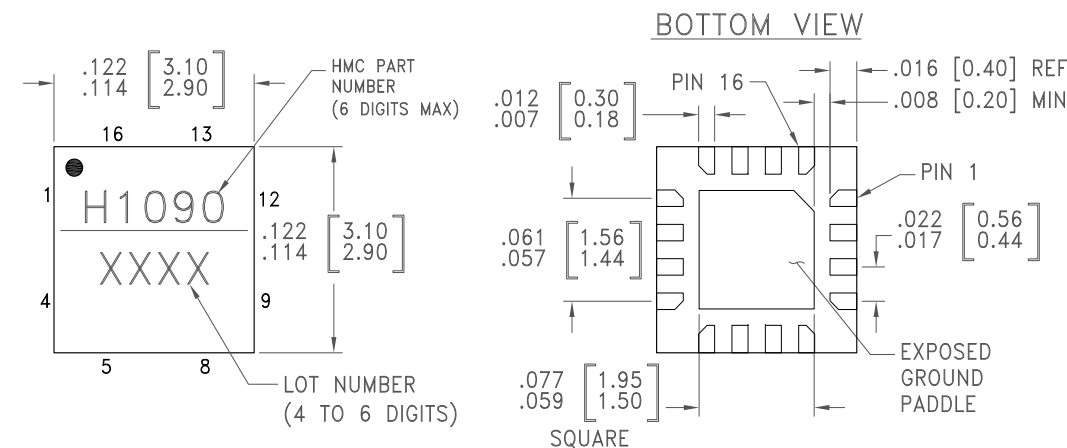 BOTTOM VIEW
.122 [3.10]
.114 [2.90]
HMC PART
NUMBER
(6 DIGITS MAX)
16 13
1
12
4
9
5 8
H1090
XXXX
.122 [3.10]
.114 [2.90]
LOT NUMBER
(4 TO 6 DIGITS)
.016 [0.40] REF
.008 [0.20] MIN
PIN 16
.012 [0.30]
.007 [0.18]
PIN 1
.061 [1.56]
.057 [1.44]
.022 [0.56]
.017 [0.44]
EXPOSED
GROUND
PADDLE
.077 [1.95]
.059 [1.50]
SQUARE